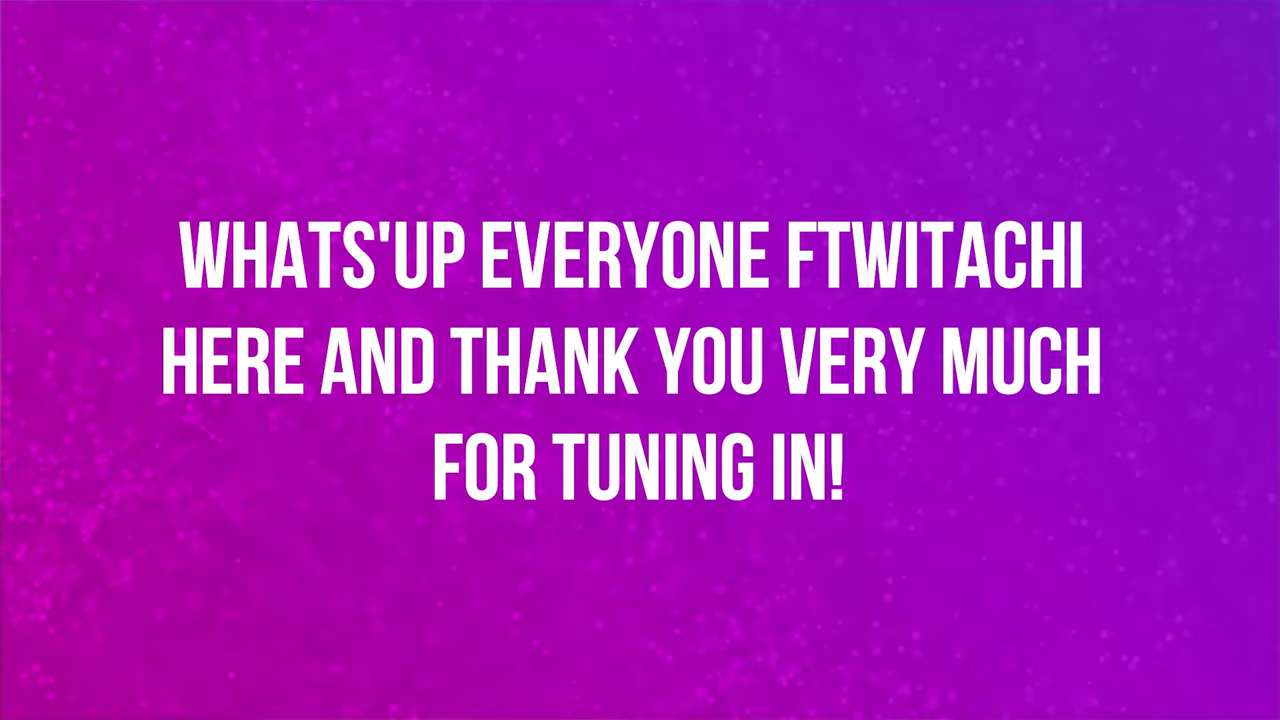 WHATS'UP EVERYONE FTWITACHI
HERE AND THANK YOU VERY MUCH
FOR TUNING IN!